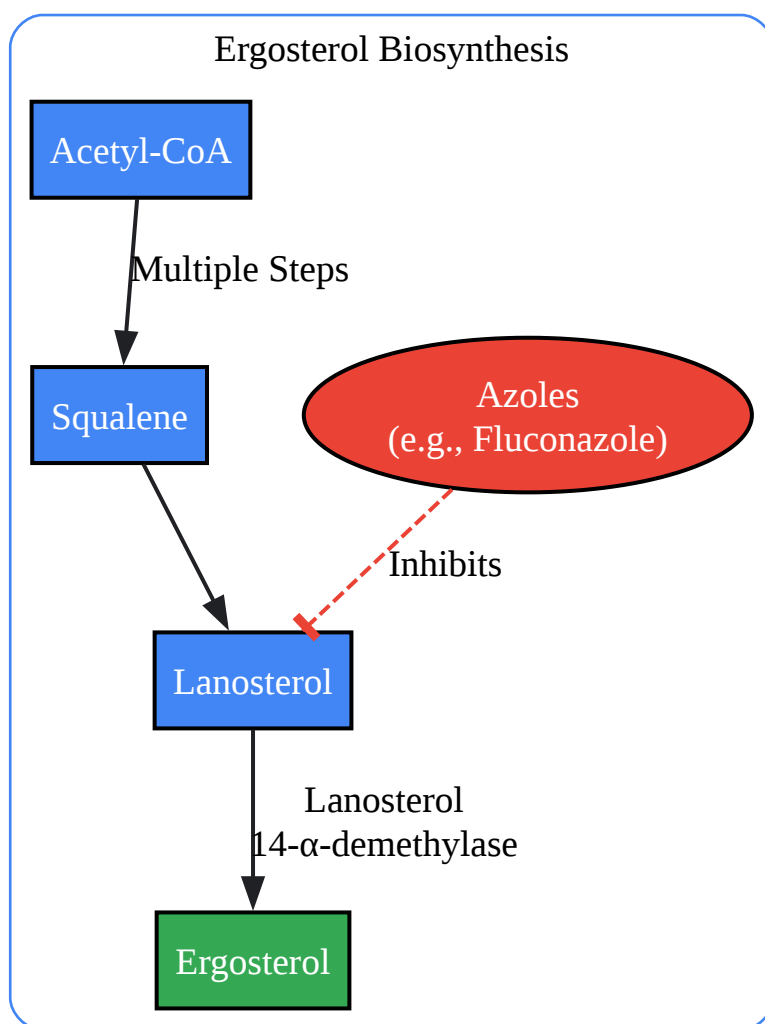 Ergosterol Biosynthesis
Acetyl-CoA
Multiple Steps
Squalene
Azoles
(e.g., Fluconazole)
Inhibits
Lanosterol
Lanosterol
14-α-demethylase
Ergosterol